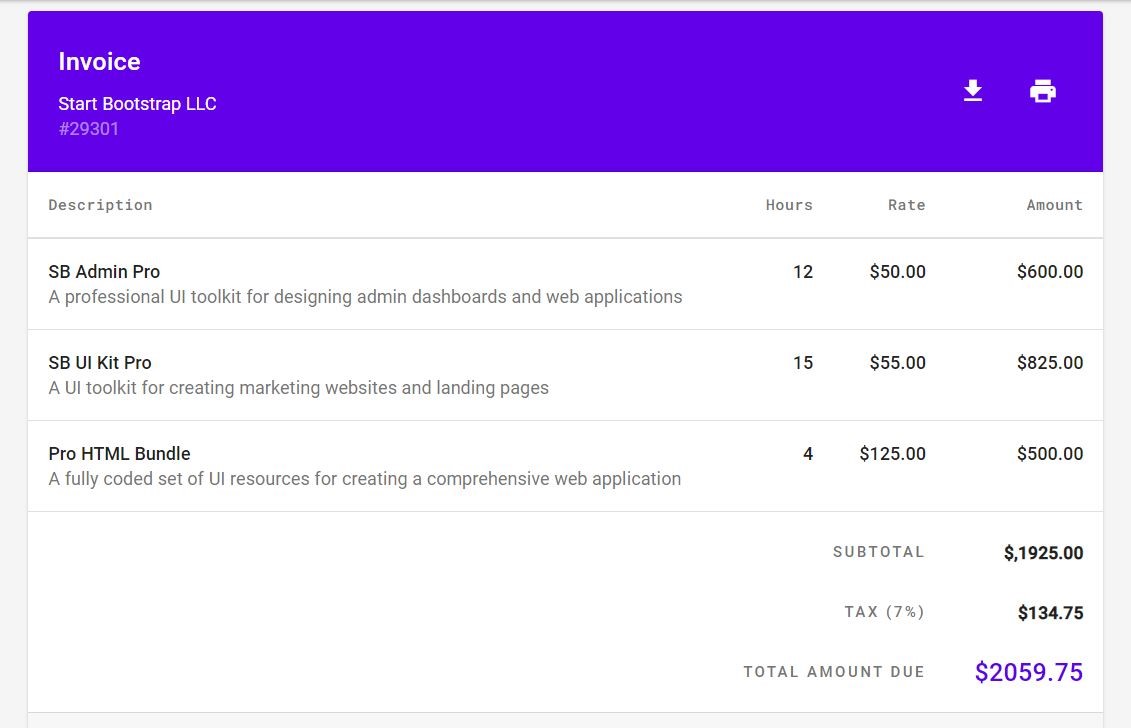 Invoice
Start Bootstrap LLC
#29301
Description Hours Rate Amount
SB Admin Pro 12 $50.00 $600.00
A professional UI toolkit for designing admin dashboards and web applications
SB UI Kit Pro 15 $55.00 $825.00
A UI toolkit for creating marketing websites and landing pages
Pro HTML Bundle 4 $125.00 $500.00
A fully coded set of UI resources for creating a comprehensive web application
SUBTOTAL $,1925.00
TAX (7%) $134.75
TOTAL AMOUNT DUE $2059.75